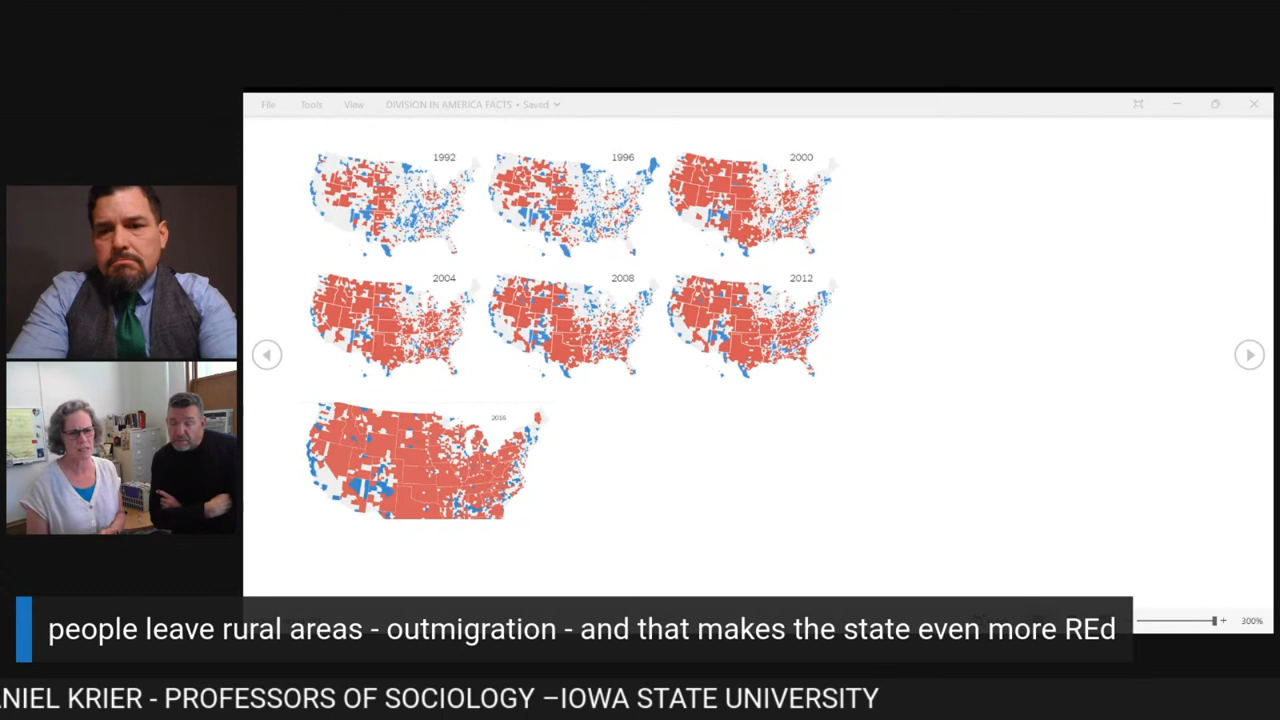 File Tools View DIVISION IN AMERICA FACTS • Saved
1992 1996 2000
2004 2008 2012
2016
300%
people leave rural areas - outmigration - and that makes the state even more REd
ANIEL KRIER - PROFESSORS OF SOCIOLOGY –IOWA STATE UNIVERSITY